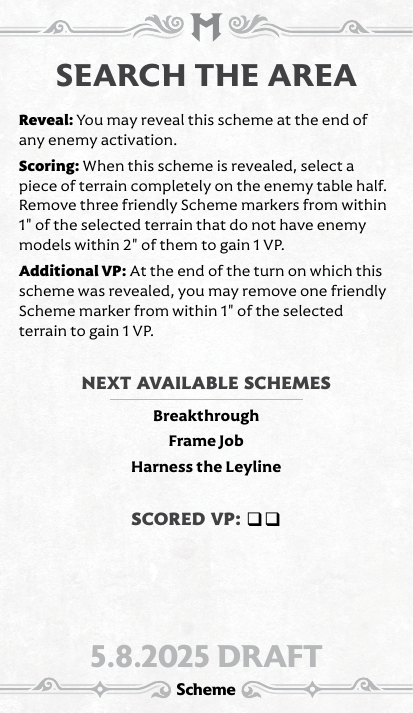 SEARCH THE AREA
Reveal: You may reveal this scheme at the end of
any enemy activation.
Scoring: When this scheme is revealed, select a
piece of terrain completely on the enemy table half.
Remove three friendly Scheme markers from within
1" of the selected terrain that do not have enemy
models within 2" of them to gain 1 VP.
Additional VP: At the end of the turn on which this
scheme was revealed, you may remove one friendly
Scheme marker from within 1" of the selected
terrain to gain 1 VP.
NEXT AVAILABLE SCHEMES
Breakthrough
Frame Job
Harness the Leyline
SCORED VP: ❏❏
5.8.2025 DRAFT
Scheme